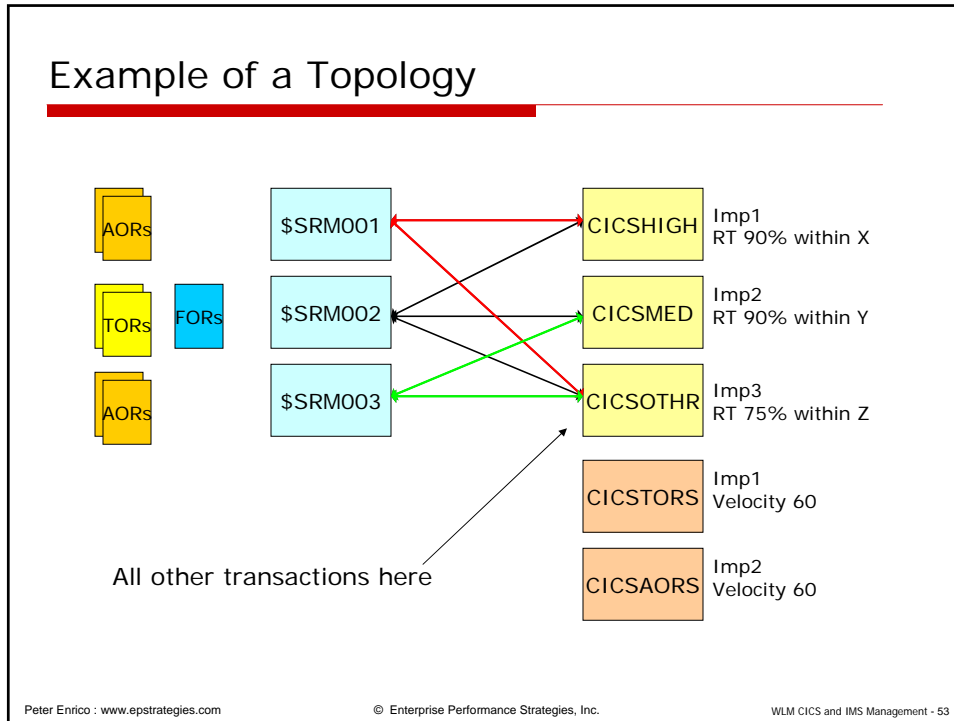 Example of a Topology
AORs
$SRM001
CICSHIGH
Imp1
RT 90% within X
TORs
FORs
$SRM002
CICSMED
Imp2
RT 90% within Y
AORs
$SRM003
CICSOTHR
Imp3
RT 75% within Z
CICSTORS
Imp1
Velocity 60
All other transactions here
CICSAORS
Imp2
Velocity 60
Peter Enrico : www.epstrategies.com
© Enterprise Performance Strategies, Inc.
WLM CICS and IMS Management - 53